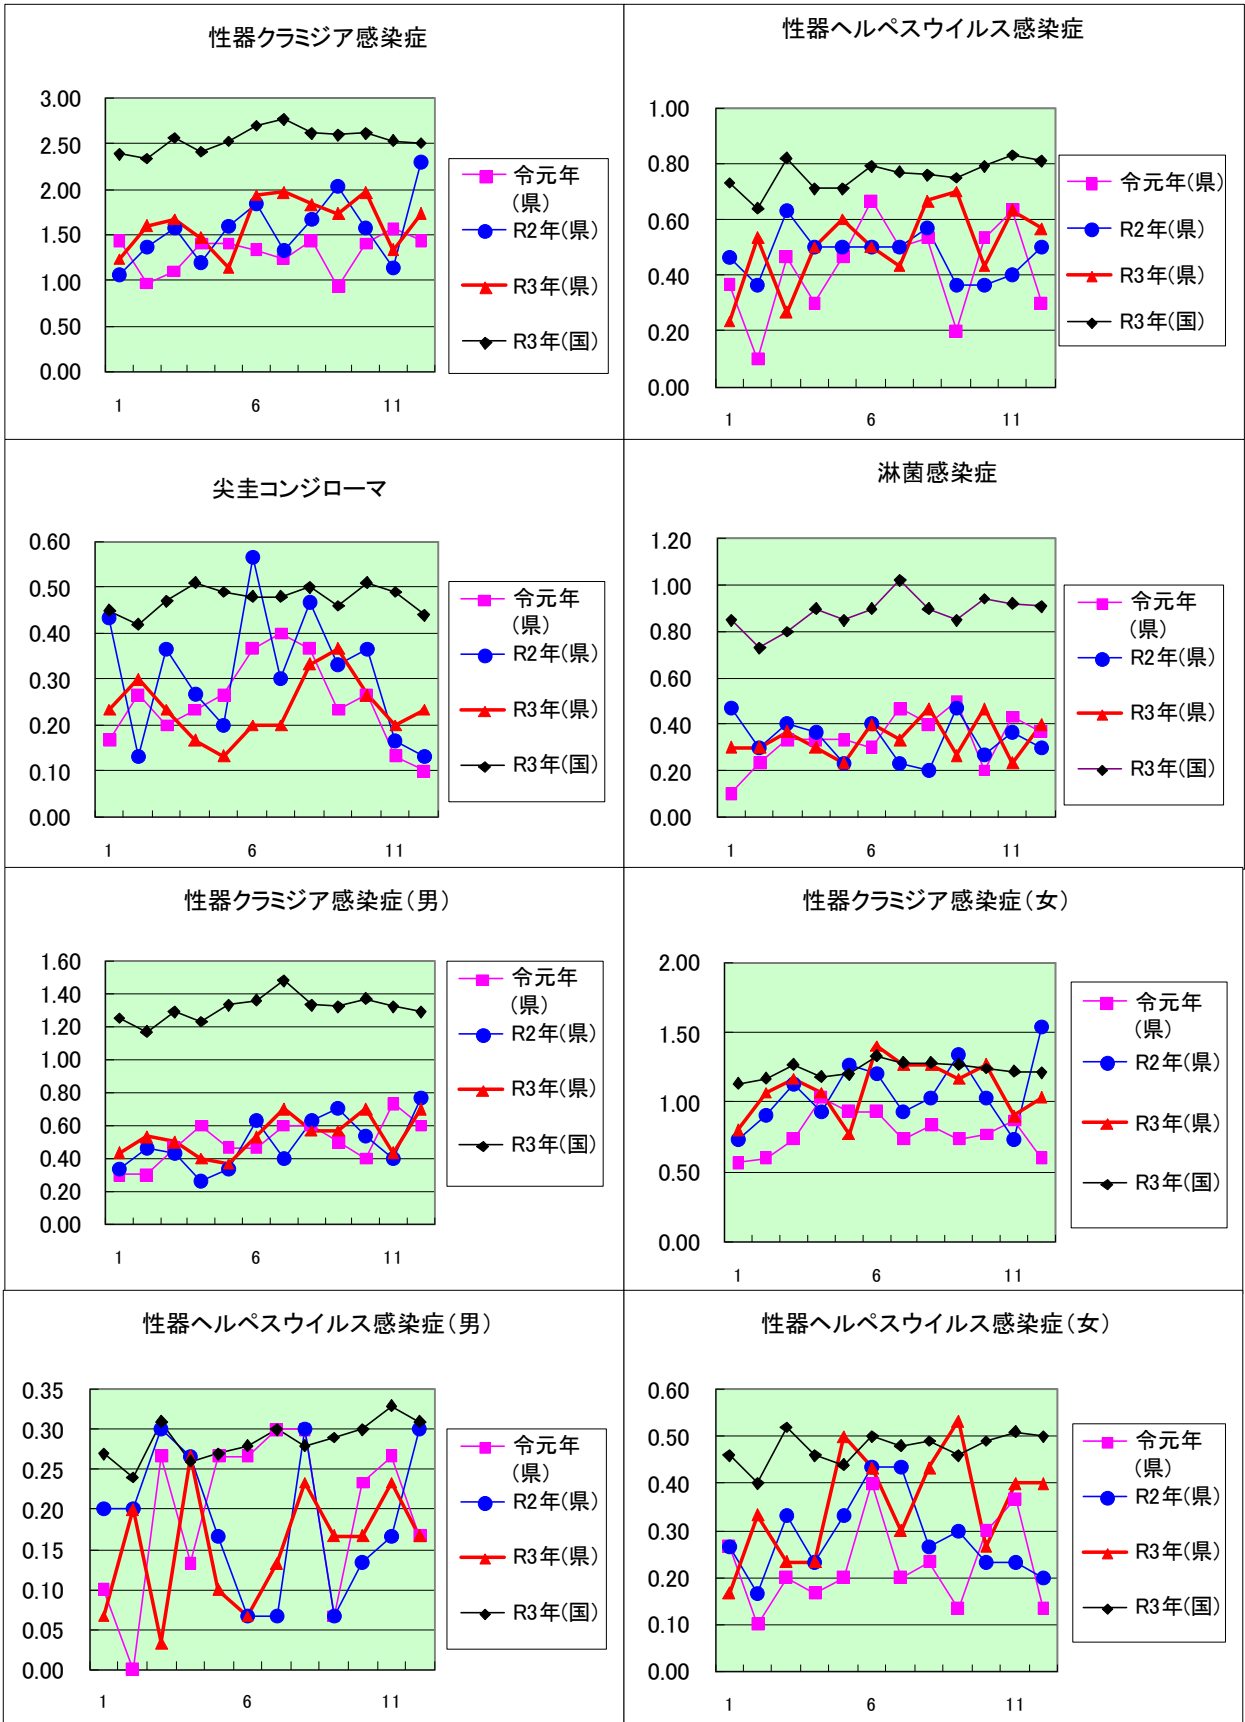 性器クラミジア感染症
3.00
2.50
2.00
1.50
1.00
0.50
0.00
1 6 11
令元年
(県)
R2年(県)
R3年(県)
R3年(国)
性器ヘルペスウイルス感染症
1.00
0.80
0.60
0.40
0.20
0.00
1 6 11
令元年(県)
R2年(県)
R3年(県)
R3年(国)
尖圭コンジローマ
0.60
0.50
0.40
0.30
0.20
0.10
0.00
1 6 11
令元年
(県)
R2年(県)
R3年(県)
R3年(国)
淋菌感染症
1.20
1.00
0.80
0.60
0.40
0.20
0.00
1 6 11
令元年
(県)
R2年(県)
R3年(県)
R3年(国)
性器クラミジア感染症(男)
1.60
1.40
1.20
1.00
0.80
0.60
0.40
0.20
0.00
1 6 11
令元年
(県)
R2年(県)
R3年(県)
R3年(国)
性器クラミジア感染症(女)
2.00
1.50
1.00
0.50
0.00
1 6 11
令元年
(県)
R2年(県)
R3年(県)
R3年(国)
性器ヘルペスウイルス感染症(男)
0.35
0.30
0.25
0.20
0.15
0.10
0.05
0.00
1 6 11
令元年
(県)
R2年(県)
R3年(県)
R3年(国)
性器ヘルペスウイルス感染症(女)
0.60
0.50
0.40
0.30
0.20
0.10
0.00
1 6 11
令元年
(県)
R2年(県)
R3年(県)
R3年(国)